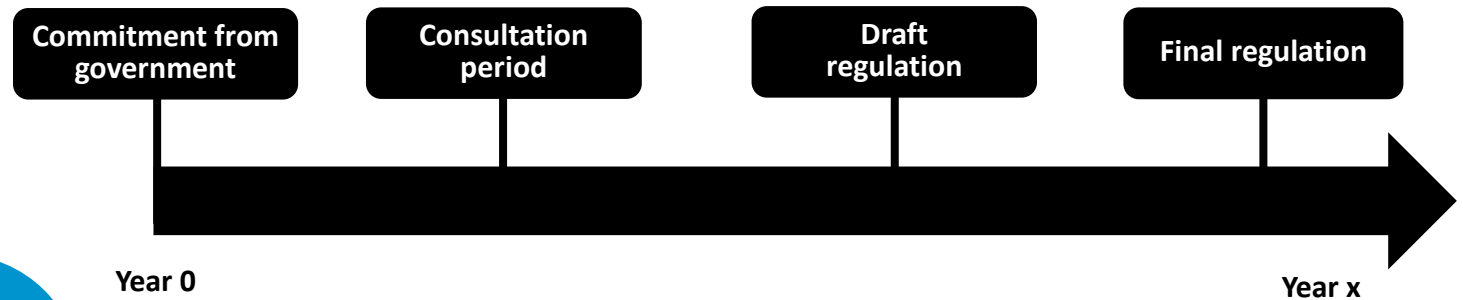 Commitment from
government
Consultation
period
Draft
regulation
Final regulation
Year 0
Year x